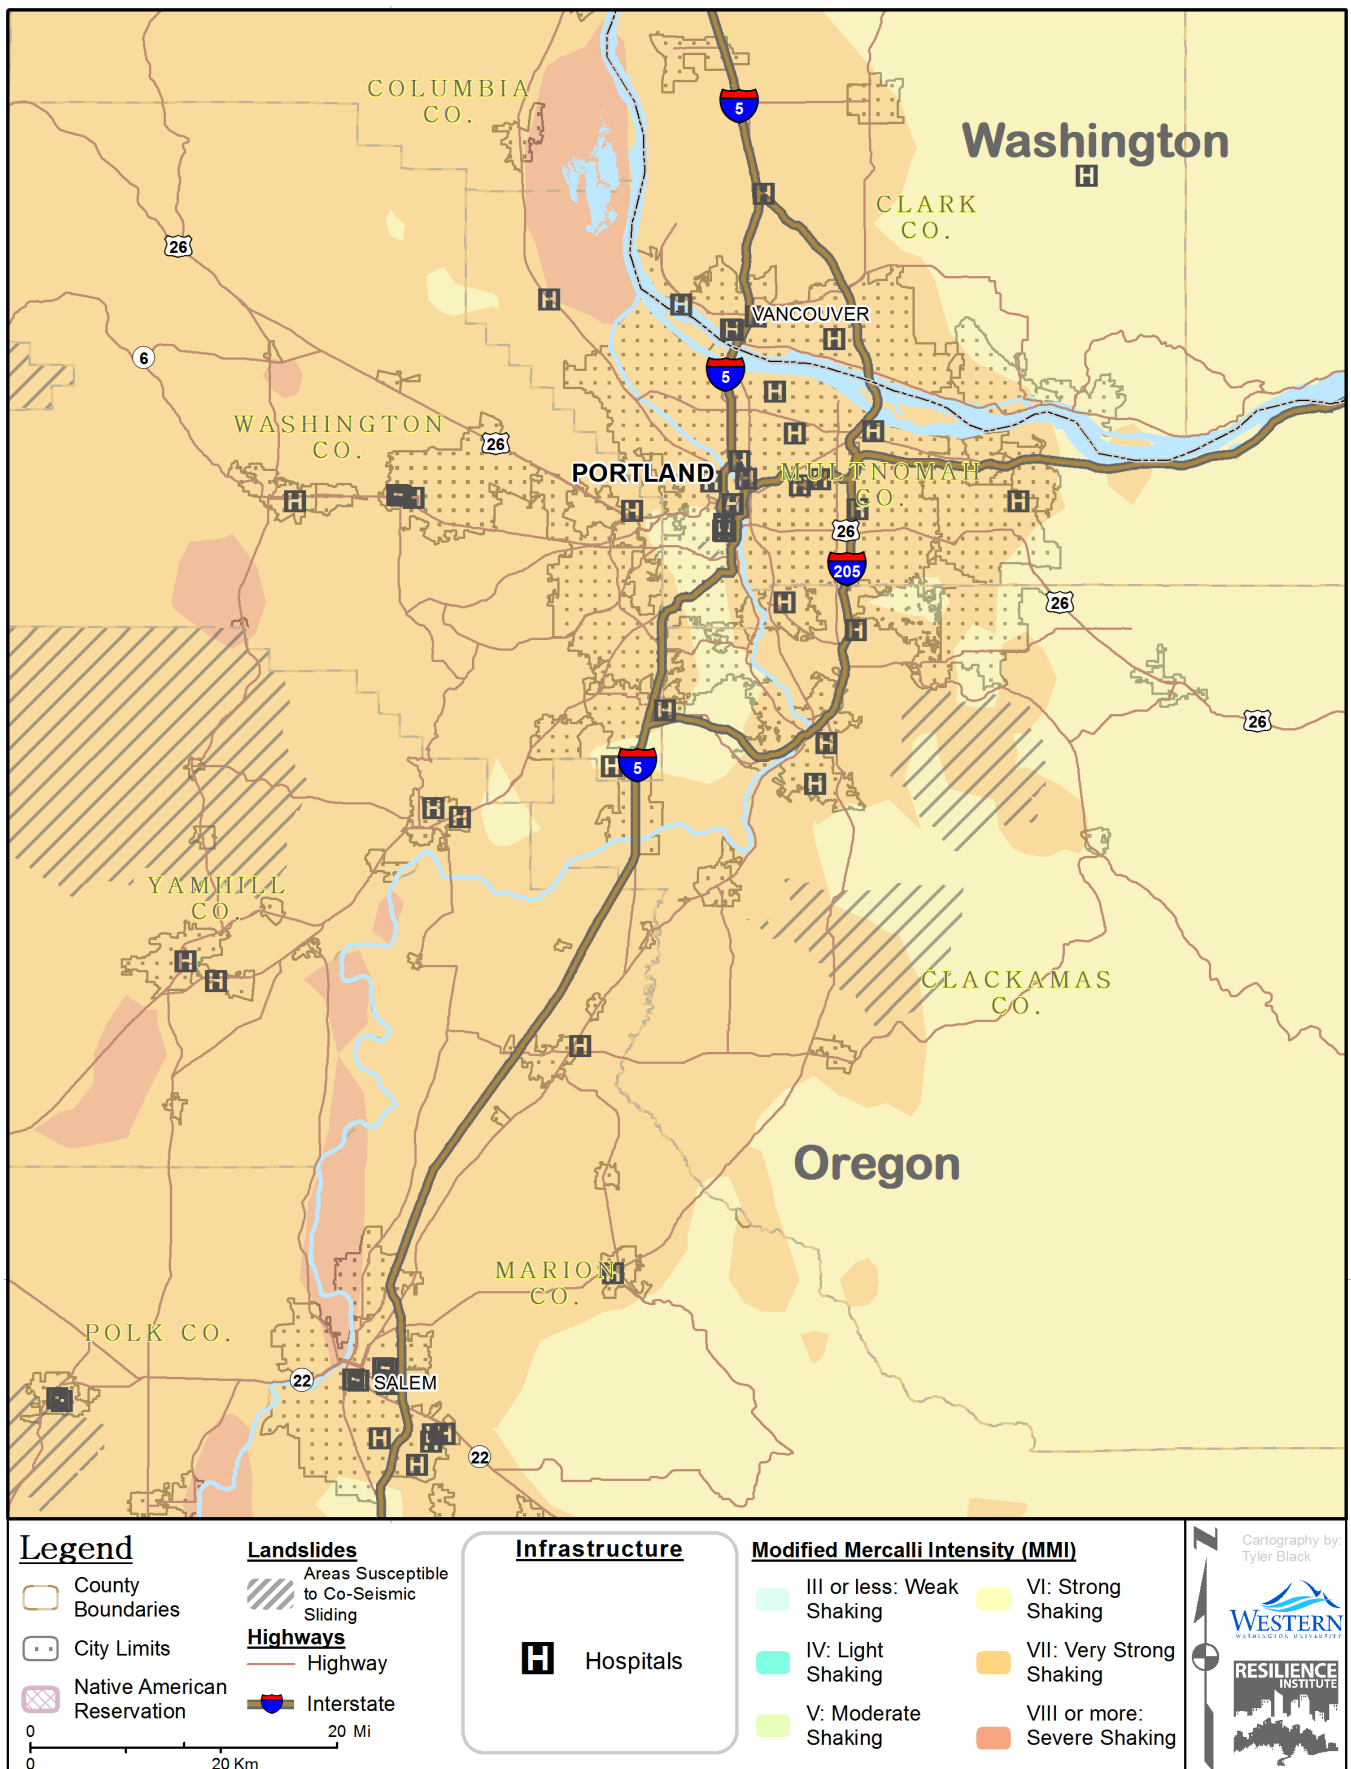 COLUMBIA
CO.
5
Washington
H
CLARK
CO.
H
26
H
H
VANCOUVER
H
H
6
5
H
WASHINGTON
CO.
26
H
H
H
PORTLAND
MULTNOMAH
CO.
H
H
H
H
H
H
H
26
205
H
26
H
H
26
H
H
5
H
H
H
YAMHILL
CO.
H
H
CLACKAMAS
CO.
H
Oregon
MARION
CO.
H
POLK CO.
22
SALEM
H
H
H
22
Legend
County
Boundaries
City Limits
Native American
Reservation
0
20 Mi
0
20 Km
Landslides
Areas Susceptible
to Co-Seismic
Sliding
Highways
Highway
Interstate
Infrastructure
H
Hospitals
Modified Mercalli Intensity (MMI)
III or less: Weak
Shaking
IV: Light
Shaking
V: Moderate
Shaking
VI: Strong
Shaking
VII: Very Strong
Shaking
VIII or more:
Severe Shaking
N
Cartography by:
Tyler Black
WESTERN
WASHINGTON UNIVERSITY
RESILIENCE
INSTITUTE